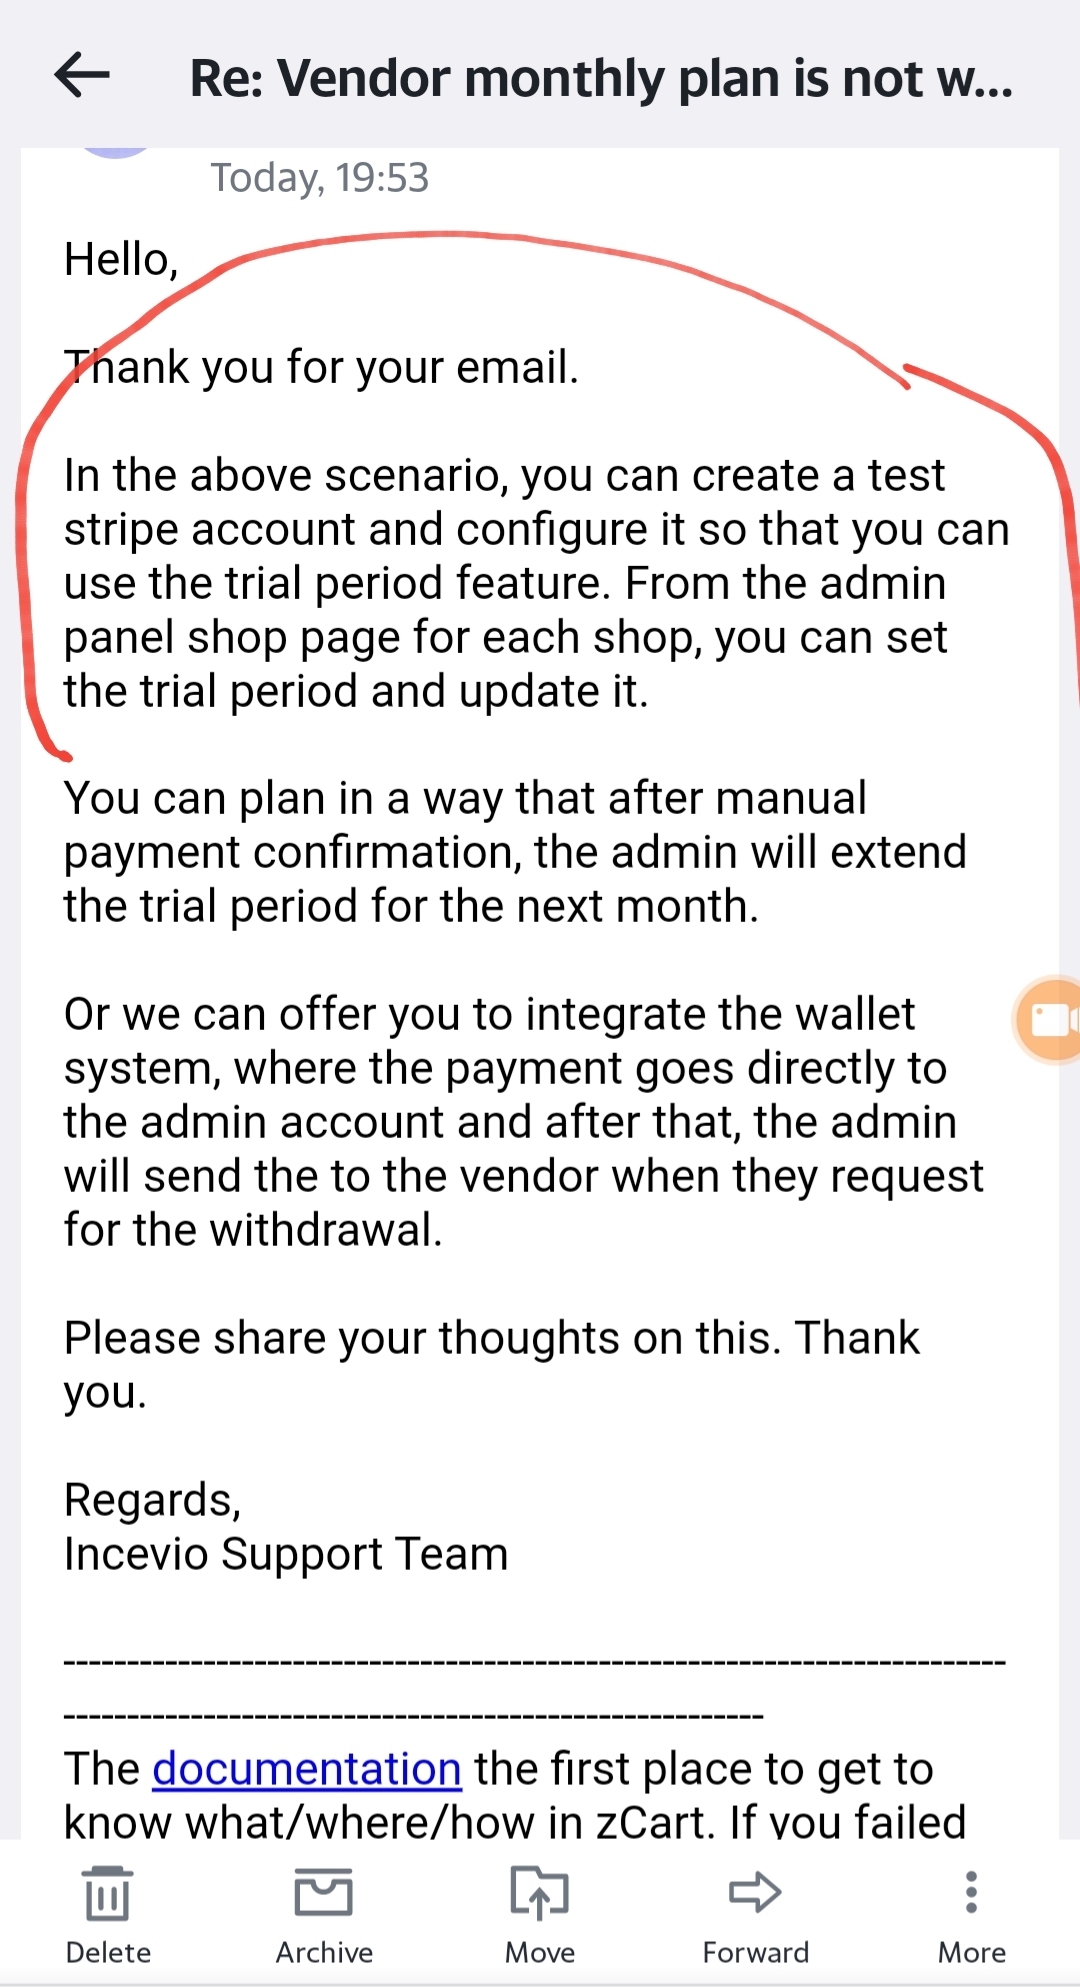 Re: Vendor monthly plan is not w...
Today, 19:53
Hello,
Thank you for your email.
In the above scenario, you can create a test
stripe account and configure it so that you can
use the trial period feature. From the admin
panel shop page for each shop, you can set
the trial period and update it.
You can plan in a way that after manual
payment confirmation, the admin will extend
the trial period for the next month.
Or we can offer you to integrate the wallet
system, where the payment goes directly to
the admin account and after that, the admin
will send the to the vendor when they request
for the withdrawal.
Please share your thoughts on this. Thank
you.
Regards,
Incevio Support Team
--------------------------------------------------------------------------
-------------------------------------------------------
The documentation the first place to get to
know what/where/how in zCart. If you failed
Delete
Archive
Move
Forward
More